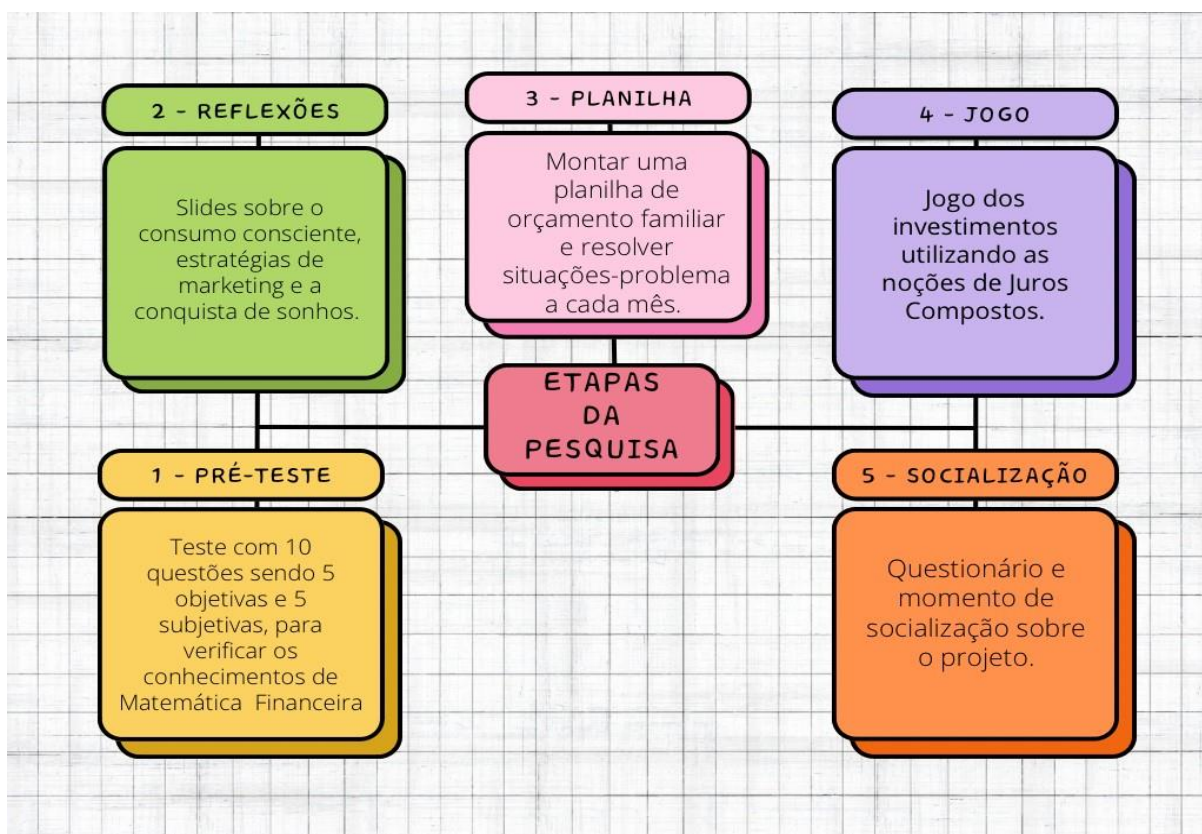 2 - REFLEXÕES
Slides sobre o
consumo consciente,
estratégias de
marketing e a
conquista de sonhos.
3 - PLANILHA
Montar uma
planilha de
orçamento familiar
e resolver
situações-problema
a cada mês.
4 - JOGO
Jogo dos
investimentos
utilizando as
noções de Juros
Compostos.
ETAPAS
DA
PESQUISA
1 - PRÉ-TESTE
Teste com 10
questões sendo 5
objetivas e 5
subjetivas, para
verificar os
conhecimentos de
Matemática Financeira
5 - SOCIALIZAÇÃO
Questionário e
momento de
socialização sobre
o projeto.